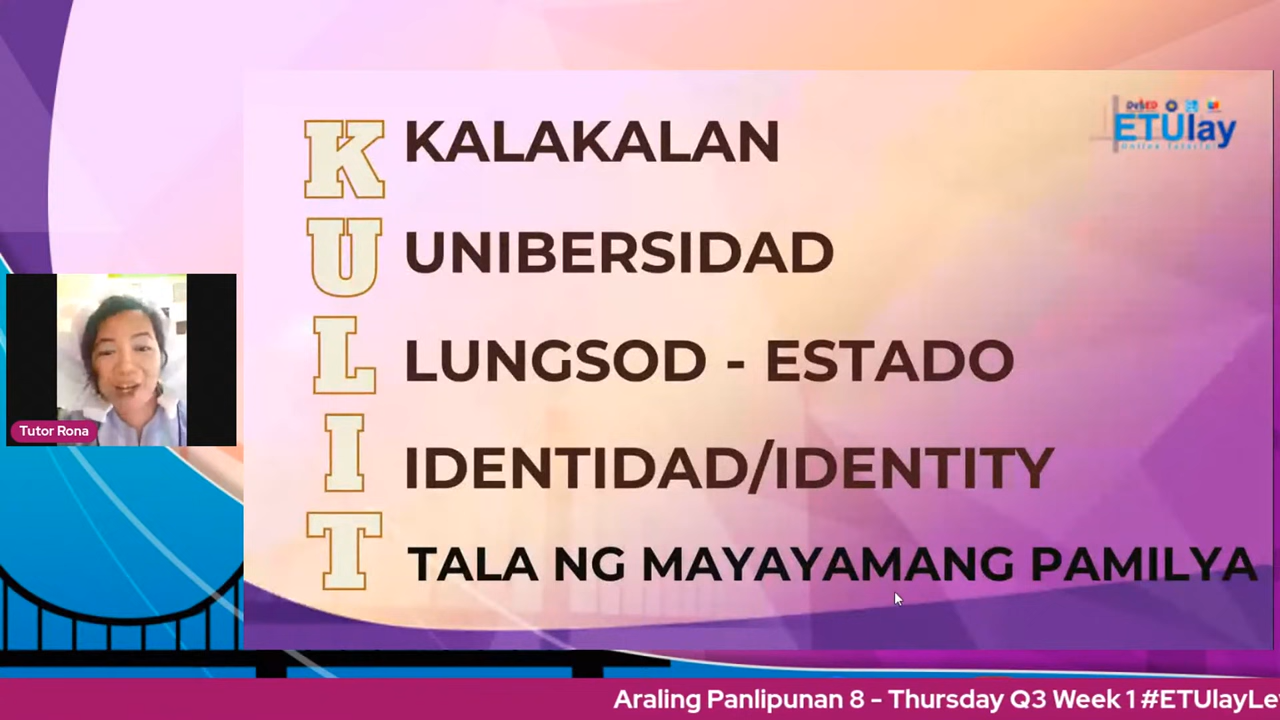 K KALAKALAN
U UNIBERSIDAD
L LUNGSOD - ESTADO
I IDENTIDAD/IDENTITY
T TALA NG MAYAYAMANG PAMILYA
DepED
ETUlay
Online Tutorial
Tutor Rona
Araling Panlipunan 8 - Thursday Q3 Week 1 #ETUlayLe